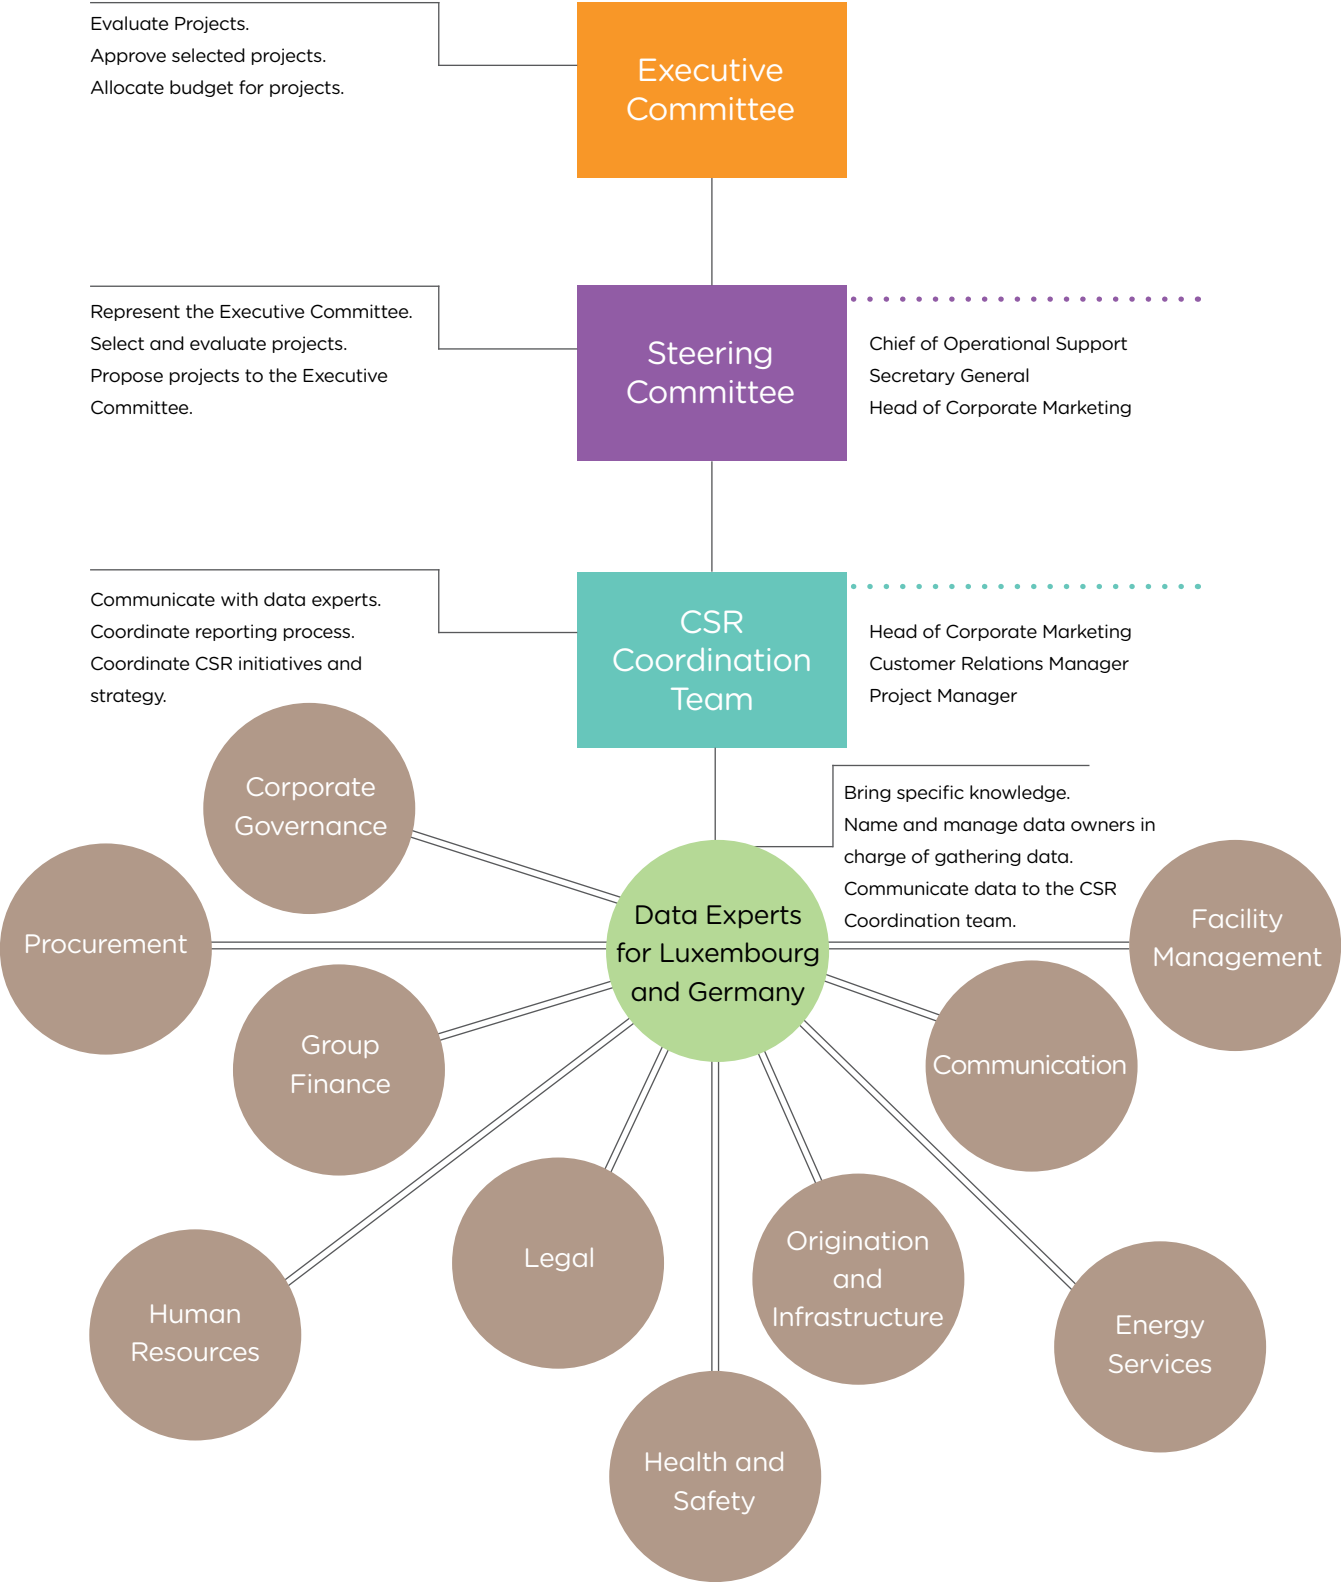 Evaluate Projects.
Approve selected projects.
Allocate budget for projects.
Executive
Committee
Represent the Executive Committee.
Select and evaluate projects.
Propose projects to the Executive
Committee.
Steering
Committee
Chief of Operational Support
Secretary General
Head of Corporate Marketing
Communicate with data experts.
Coordinate reporting process.
Coordinate CSR initiatives and
strategy.
CSR
Coordination
Team
Head of Corporate Marketing
Customer Relations Manager
Project Manager
Bring specific knowledge.
Name and manage data owners in
charge of gathering data.
Communicate data to the CSR
Coordination team.
Corporate
Governance
Procurement
Data Experts
for Luxembourg
and Germany
Facility
Management
Group
Finance
Communication
Legal
Origination
and
Infrastructure
Human
Resources
Energy
Services
Health and
Safety